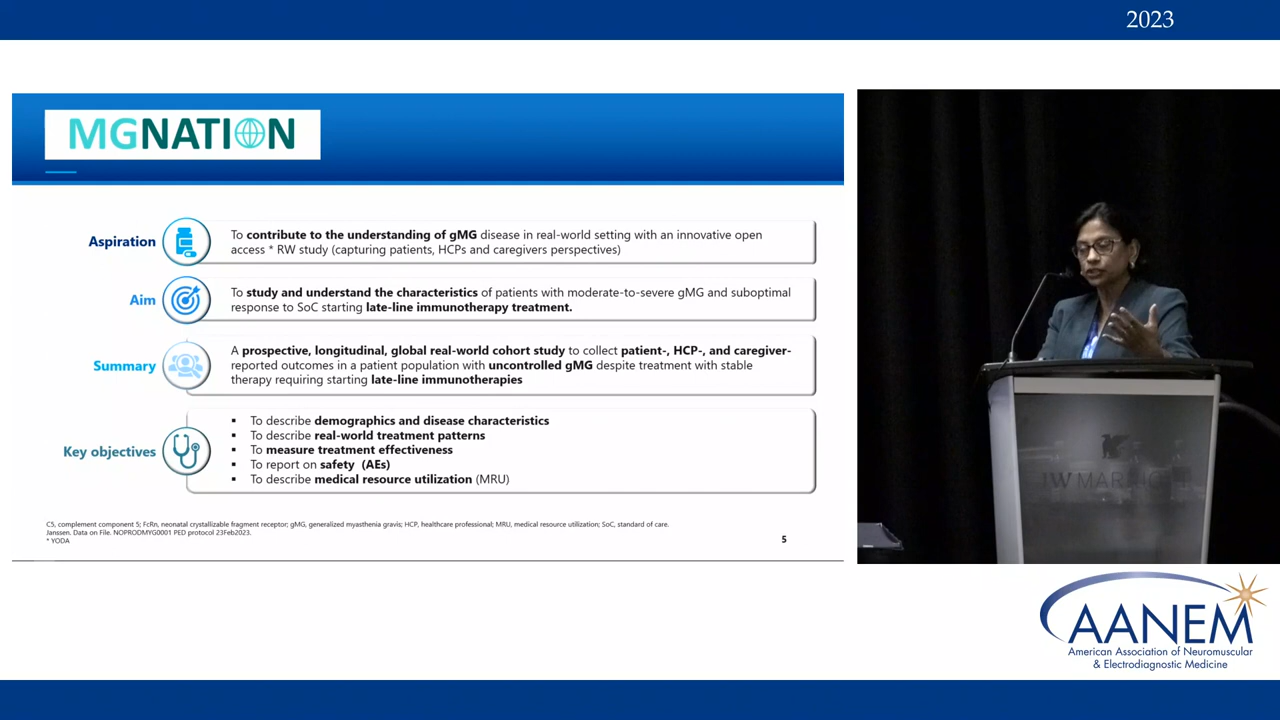 2023
MGNATION
Aspiration
To contribute to the understanding of gMG disease in real-world setting with an innovative open
access * RW study (capturing patients, HCPs and caregivers perspectives)
Aim
To study and understand the characteristics of patients with moderate-to-severe gMG and suboptimal
response to SoC starting late-line immunotherapy treatment.
Summary
A prospective, longitudinal, global real-world cohort study to collect patient-, HCP-, and caregiver-
reported outcomes in a patient population with uncontrolled gMG despite treatment with stable
therapy requiring starting late-line immunotherapies
Key objectives
▪ To describe demographics and disease characteristics
▪ To describe real-world treatment patterns
▪ To measure treatment effectiveness
▪ To report on safety (AEs)
▪ To describe medical resource utilization (MRU)
C5, complement component 5; FcRn, neonatal crystallizable fragment receptor; gMG, generalized myasthenia gravis; HCP, healthcare professional; MRU, medical resource utilization; SoC, standard of care.
Janssen. Data on File. NOPRODMYG0001 PED protocol 23Feb2023.
* YODA
5
JW MARRIOTT
AANEM
American Association of Neuromuscular
& Electrodiagnostic Medicine